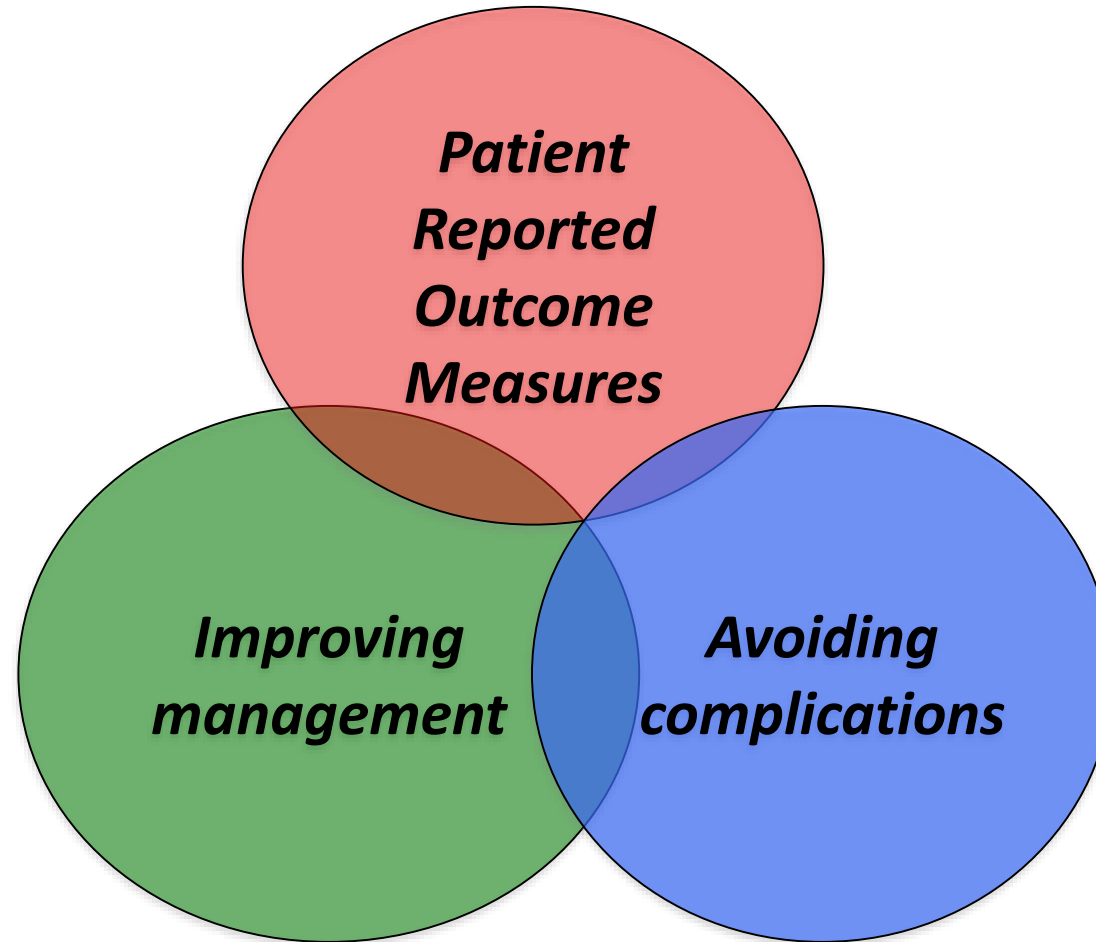 Patient
Reported
Outcome
Measures
Improving
management
Avoiding
complications